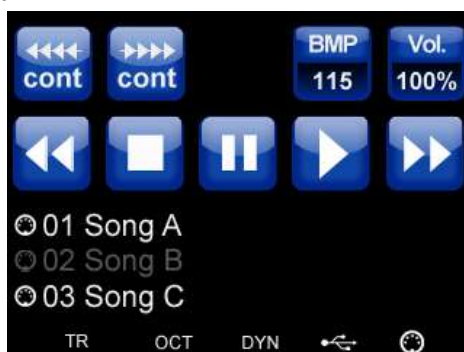 cont cont BMP Vol.
115 100%
01 Song A
02 Song B
03 Song C
TR OCT DYN